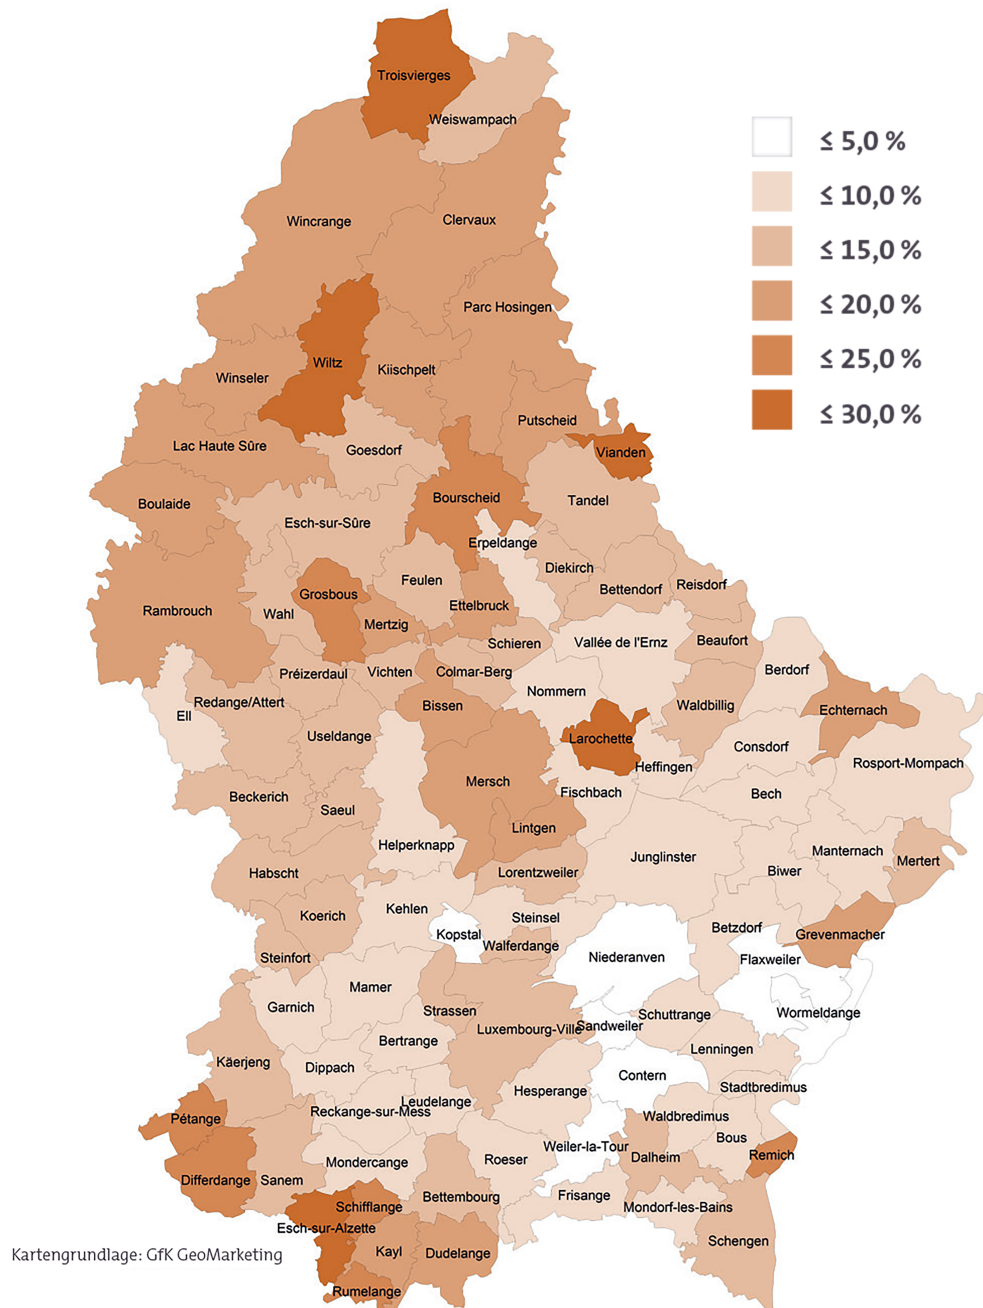 Troisvierges
Weiswampach
≤ 5,0 %
≤ 10,0 %
≤ 15,0 %
≤ 20,0 %
≤ 25,0 %
≤ 30,0 %
Wincrange
Clervaux
Parc Hosingen
Wiltz
Kiischpelt
Winseler
Putscheid
Lac Haute Sûre
Goesdorf
Vianden
Boulaide
Bourscheid
Tandel
Esch-sur-Sûre
Erpeldange
Diekirch
Feulen
Bettendorf
Reisdorf
Grosbous
Rambrouch
Wahl
Mertzig
Ettelbruck
Schieren
Vallée de l'Ernz
Beaufort
Berdorf
Préizerdaul
Vichten
Colmar-Berg
Nommern
Redange/Attert
Ell
Bissen
Waldbillig
Echternach
Useldange
Larochette
Consdorf
Heffingen
Rosport-Mompach
Mersch
Fischbach
Bech
Beckerich
Saeul
Lintgen
Helperknapp
Junglinster
Manternach
Mertert
Biwer
Habscht
Lorentzweiler
Koerich
Kehlen
Steinsel
Kopstal
Walferdange
Betzdorf
Grevenmacher
Steinfort
Niederanven
Flaxweiler
Mamer
Garnich
Strassen
Schuttrange
Wormeldange
Luxembourg-Ville
Sandweiler
Bertrange
Lenningen
Käerjeng
Dippach
Contern
Stadtbredimus
Hesperange
Leudelange
Reckange-sur-Mess
Waldbredimus
Pétange
Bous
Weiler-la-Tour
Dalheim
Remich
Mondercange
Roeser
Differdange
Sanem
Bettembourg
Frisange
Mondorf-les-Bains
Schifflange
Esch-sur-Alzette
Schengen
Kayl
Dudelange
Kartengrundlage: GfK GeoMarketing
Rumelange